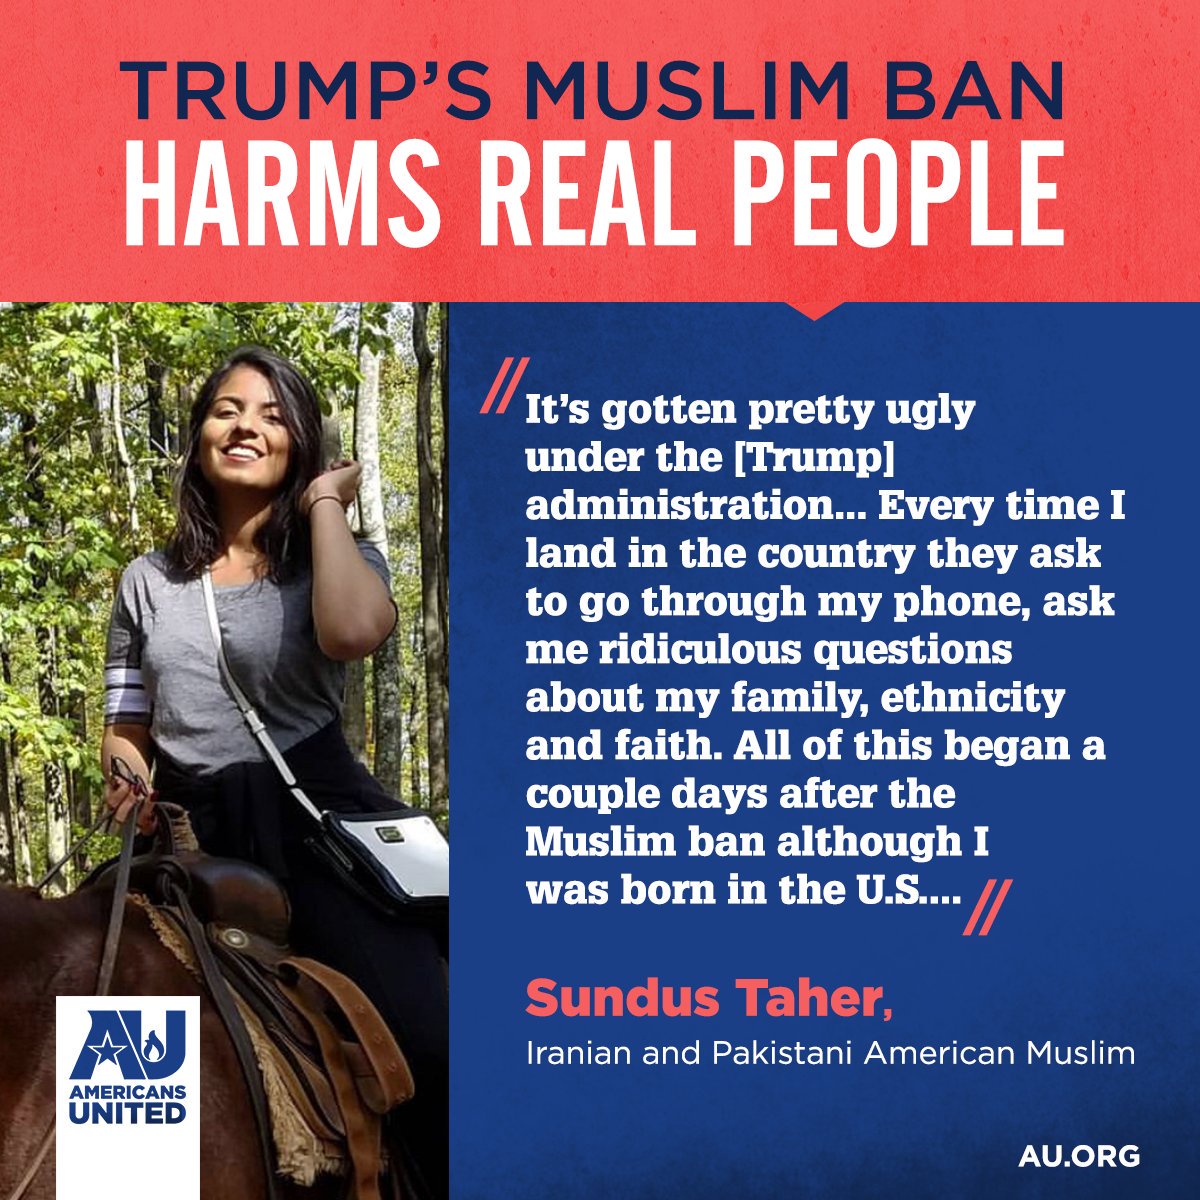 TRUMP'S MUSLIM BAN
HARMS REAL PEOPLE
It's gotten pretty ugly
under the [Trump]
administration... Every time I
land in the country they ask
to go through my phone, ask
me ridiculous questions
about my family, ethnicity
and faith. All of this began a
couple days after the
Muslim ban although I
was born in the U.S....
Sundus Taher,
Iranian and Pakistani American Muslim
AU
AMERICANS
UNITED
AU.ORG